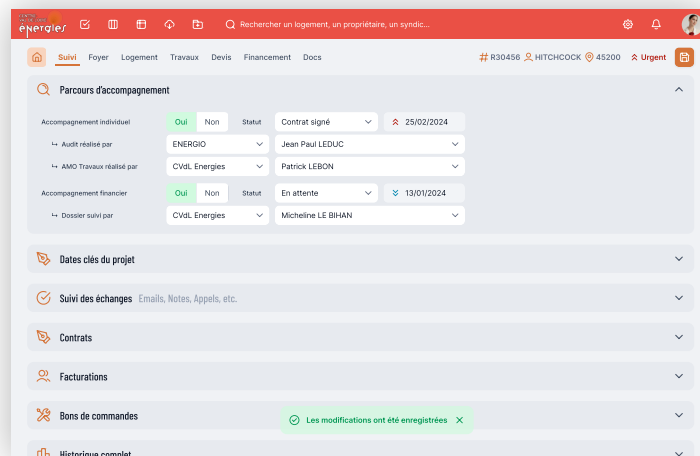 énergies
Rechercher un logement, un propriétaire, un syndic...
Suivi Foyer Logement Travaux Devis Financement Docs # R30456 HITCHCOCK 45200 Urgent
Parcours d'accompagnement
Accompagnement individuel Oui Non Statut Contrat signé 25/02/2024
↪ Audit réalisé par ENERGIO Jean Paul LEDUC
↪ AMO Travaux réalisé par CVdL Energies Patrick LEBON
Accompagnement financier Oui Non Statut En attente 13/01/2024
↪ Dossier suivi par CVdL Energies Micheline LE BIHAN
Dates clés du projet
Suivi des échanges Emails, Notes, Appels, etc.
Contrats
Facturations
Bons de commandes
Les modifications ont été enregistrées
Historique complet